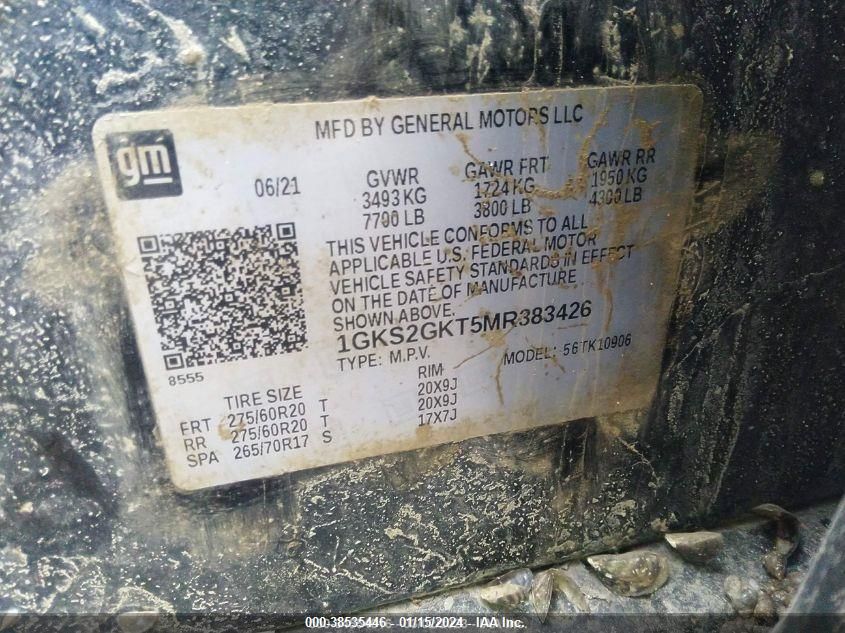 MFD BY GENERAL MOTORS LLC
gm
06/21
GVWR GAWR FRT GAWR RR
3493 KG 1724 KG 1950 KG
7700 LB 3800 LB 4300 LB
THIS VEHICLE CONFORMS TO ALL
APPLICABLE U.S. FEDERAL MOTOR
VEHICLE SAFETY STANDARDS IN EFFECT
ON THE DATE OF MANUFACTURE
SHOWN ABOVE.
1GKS2GKT5MR383426
TYPE: M.P.V. MODEL: 56TK10906
8555
TIRE SIZE RIM
FRT 275/60R20 T 20X9J
RR 275/60R20 T 20X9J
SPA 265/70R17 S 17X7J
000-38535446 - 01/15/2024 - IAA Inc.